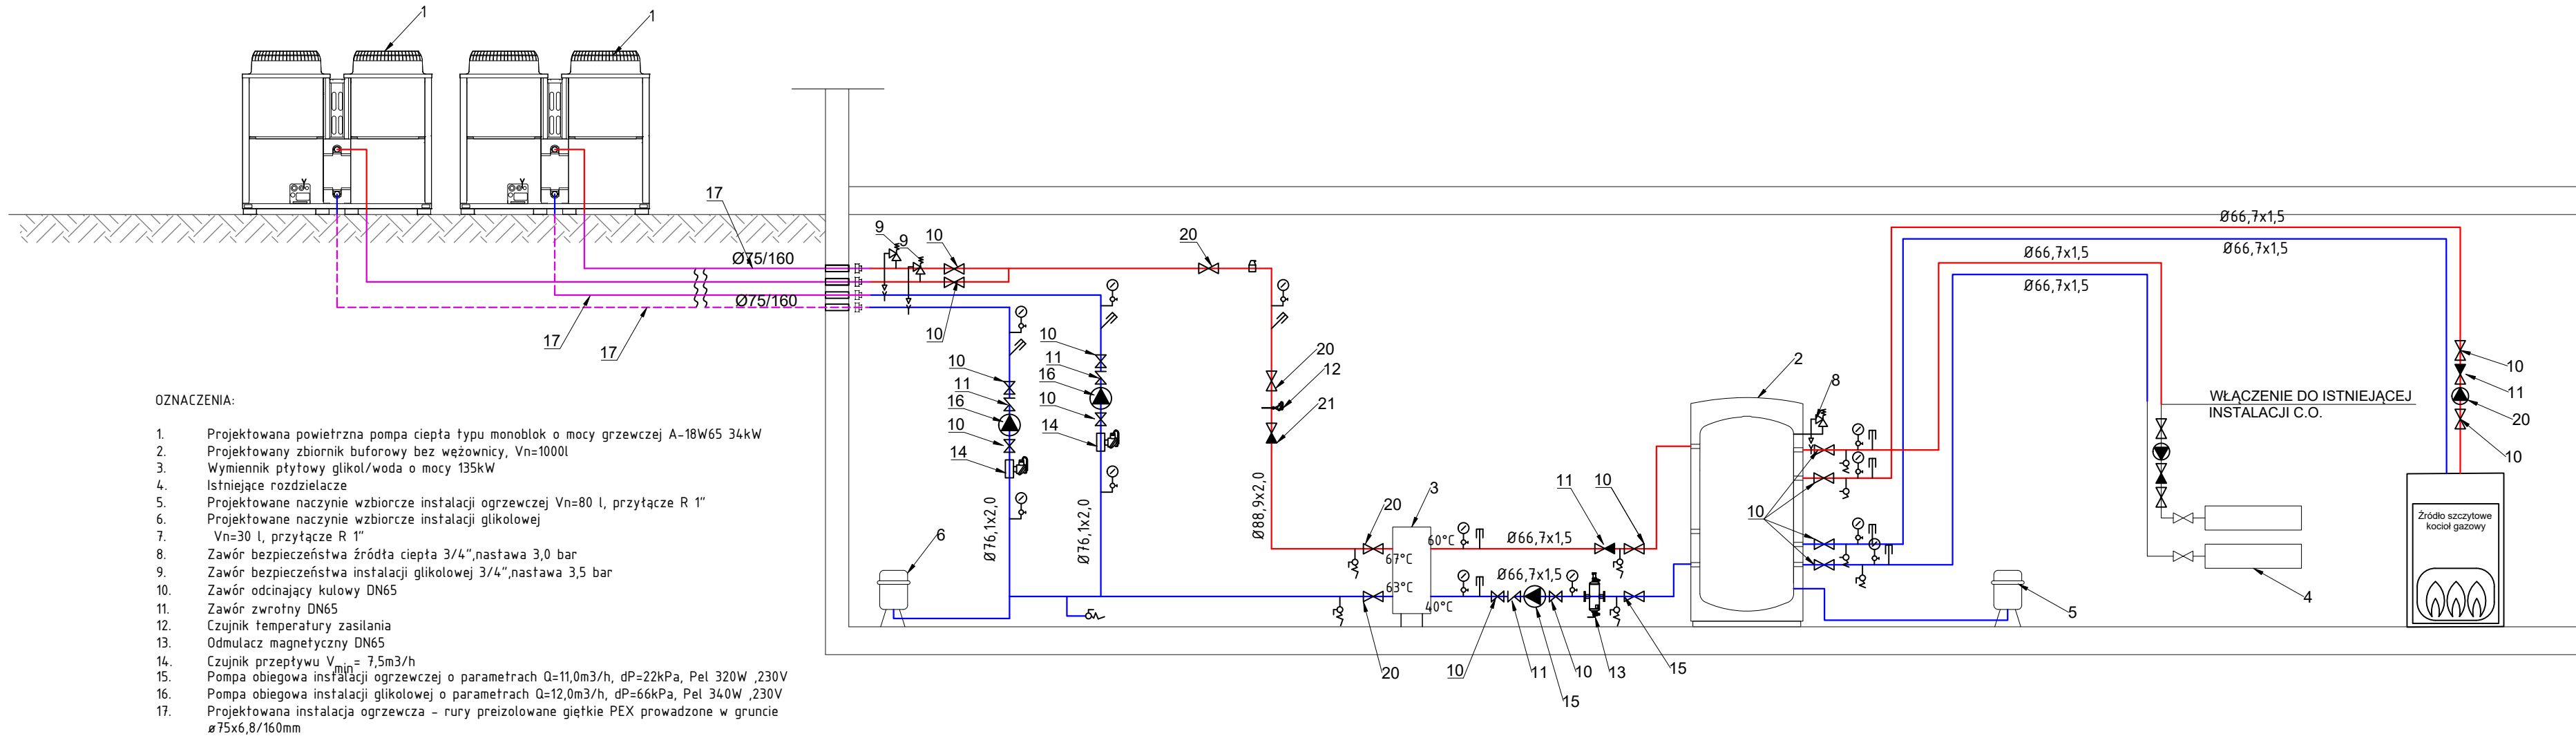 1
1
17
Ø75/160
Ø75/160
17
17
9
9
10
10
20
Ø66,7x1,5
Ø66,7x1,5
Ø66,7x1,5
Ø66,7x1,5
10
11
16
10
14
Ø76,1x2,0
10
11
16
10
14
Ø76,1x2,0
20
12
21
Ø88,9x2,0
2
8
10
11
20
10
WŁĄCZENIE DO ISTNIEJĄCEJ
INSTALACJI C.O.
Źródło szczytowe
kocioł gazowy
6
20
3
60°C
67°C
63°C
40°C
Ø66,7x1,5
11
10
Ø66,7x1,5
10
20
10
11
10
15
13
15
5
4
OZNACZENIA:
1. Projektowana powietrzna pompa ciepła typu monoblok o mocy grzewczej A-18W65 34kW
2. Projektowany zbiornik buforowy bez wężownicy, Vn=1000l
3. Wymiennik płytowy glikol/woda o mocy 135kW
4. Istniejące rozdzielacze
5. Projektowane naczynie wzbiorcze instalacji ogrzewczej Vn=80 l, przyłącze R 1"
6. Projektowane naczynie wzbiorcze instalacji glikolowej
7. Vn=30 l, przyłącze R 1"
8. Zawór bezpieczeństwa źródła ciepła 3/4",nastawa 3,0 bar
9. Zawór bezpieczeństwa instalacji glikolowej 3/4",nastawa 3,5 bar
10. Zawór odcinający kulowy DN65
11. Zawór zwrotny DN65
12. Czujnik temperatury zasilania
13. Odmulacz magnetyczny DN65
14. Czujnik przepływu Vmin= 7,5m3/h
15. Pompa obiegowa instalacji ogrzewczej o parametrach Q=11,0m3/h, dP=22kPa, Pel 320W ,230V
16. Pompa obiegowa instalacji glikolowej o parametrach Q=12,0m3/h, dP=66kPa, Pel 340W ,230V
17. Projektowana instalacja ogrzewcza - rury preizolowane giętkie PEX prowadzone w gruncie
ø75x6,8/160mm